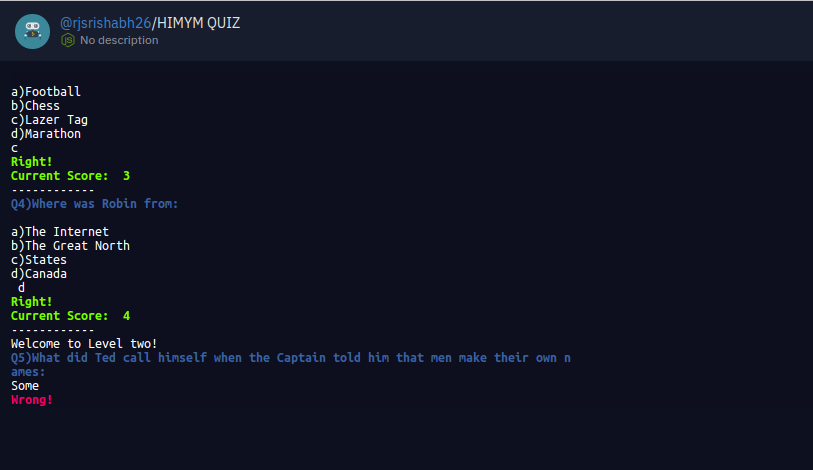 @rjsrishabh26/HIMYM QUIZ
No description
a)Football
b)Chess
c)Lazer Tag
d)Marathon
c
Right!
Current Score:  3
------------
Q4)Where was Robin from:
a)The Internet
b)The Great North
c)States
d)Canada
 d
Right!
Current Score:  4
------------
Welcome to Level two!
Q5)What did Ted call himself when the Captain told him that men make their own n
ames:
Some
Wrong!